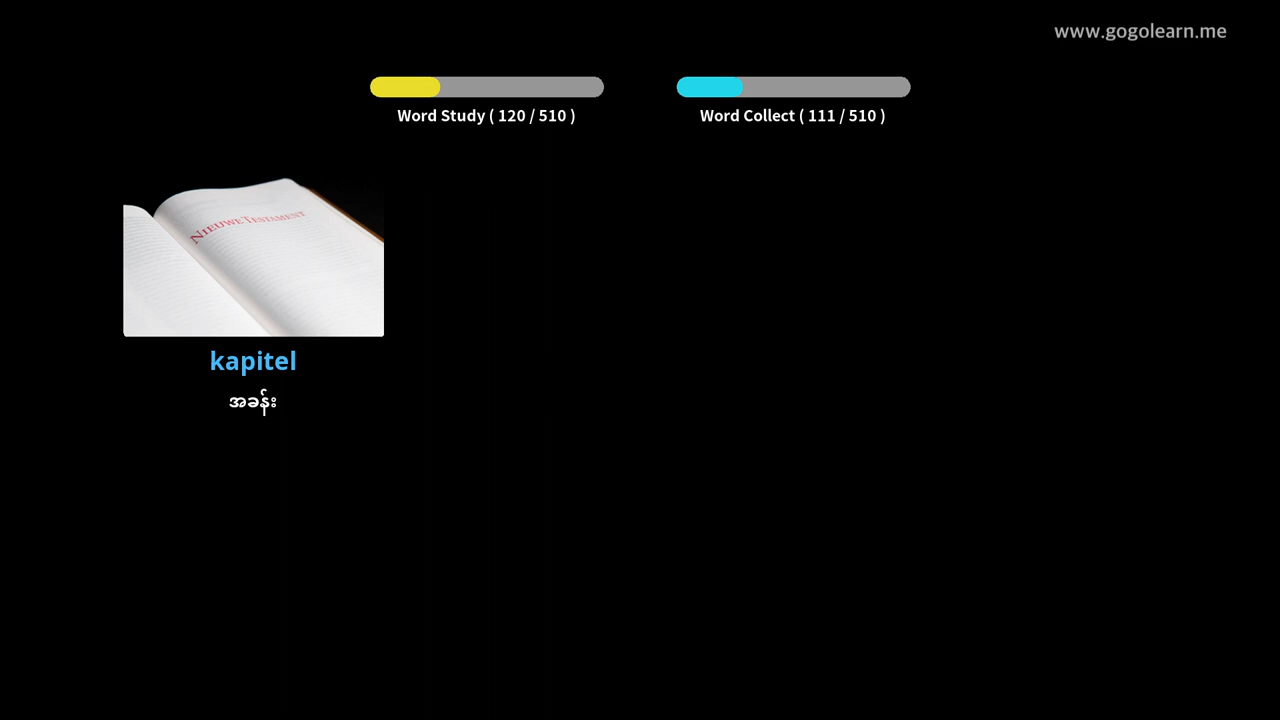 www.gogolearn.me
Word Study ( 120 / 510 )
Word Collect ( 111 / 510 )
NIEUWE TESTAMENT
kapitel
အခန်း